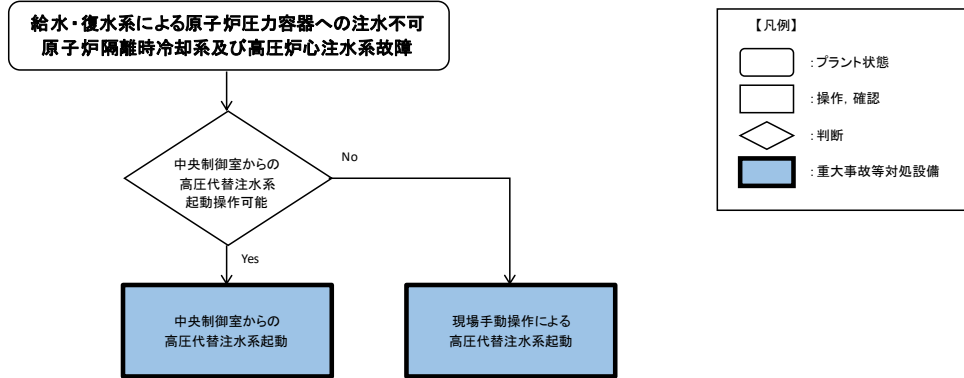 給水・復水系による原子炉圧力容器への注水不可
原子炉隔離時冷却系及び高圧炉心注水系故障
中央制御室からの
高圧代替注水系
起動操作可能
No
Yes
中央制御室からの
高圧代替注水系起動
現場手動操作による
高圧代替注水系起動
【凡例】
：プラント状態
：操作，確認
：判断
：重大事故等対処設備